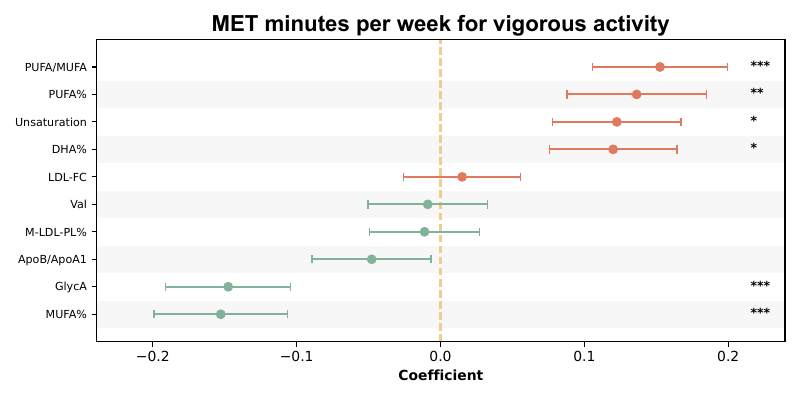 MET minutes per week for vigorous activity
PUFA/MUFA ***
PUFA% **
Unsaturation *
DHA% *
LDL-FC
Val
M-LDL-PL%
ApoB/ApoA1
GlycA ***
MUFA% ***
−0.2 −0.1 0.0 0.1 0.2
Coefficient